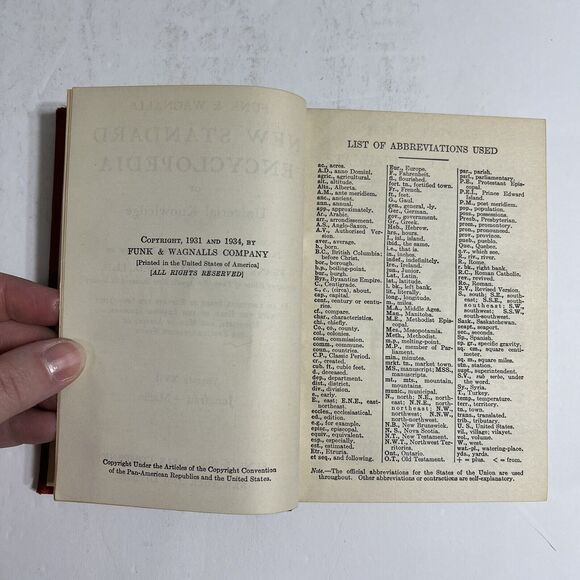 COPYRIGHT, 1931 AND 1934, BY
FUNK & WAGNALLS COMPANY
[Printed in the United States of America]
[ALL RIGHTS RESERVED]
Copyright Under the Articles of the Copyright Convention
of the Pan-American Republics and the United States.
LIST OF ABBREVIATIONS USED
ac., acres.
A.D., anno Domini.
agric., agricultural.
alt., altitude.
Alta., Alberta.
A.M., ante meridiem.
anc., ancient.
ann., annual.
app., approximately.
Ar., Arabic.
arr., arrondissement.
A.S., Anglo-Saxon.
A.V., Authorized Version.
aver., average.
b., born.
B.C., British Columbia; before Christ.
bor., borough.
b.p., boiling-point.
bur., burgh.
Byz., Byzantine Empire.
C., Centigrade.
c., c., (circa), about.
cap., capital.
cent., century or centuries.
cf., compare.
char., characteristics.
chi., chiefly.
Co., co., county.
col., colonies.
com., commission.
comm., commune.
coun., countries.
C.P., Classic Period.
cr., created.
cub. ft., cubic feet.
d., deceased.
dep., department.
dist., district.
div., division.
e., early.
E., east; E.N.E., east-northeast.
eccles., ecclesiastical.
ed., edition.
e.g., for example.
episc., episcopal.
equiv., equivalent.
esp., especially.
est., estimated.
Etr., Etruria.
et seq., and following.
Eur., Europe.
F., Fahrenheit.
fl., flourished.
fort. tn., fortified town.
Fr., French.
ft., feet.
G., Gaul.
gen., general, -ly.
Ger., German.
gov., government.
Gr., Greek.
Heb., Hebrew.
hrs., hours.
I., isl., island.
ibid., the same.
i.e., that is.
in., inches.
indef., indefinitely.
Ire., Ireland.
jun., Junior.
Lat., Latin.
lat., latitude.
l. bk., left bank.
lit., literally.
long., longitude.
m., miles.
M.A., Middle Ages.
Man., Manitoba.
M.E., Methodist Episcopal.
Mes., Mesopotamia.
Meth., Methodist.
m.p., melting-point.
M.P., member of Parliament.
min., minutes.
mrkt. tn., market town.
MS., manuscript; MSS., manuscripts.
mt., mts., mountain, mountains.
munic., municipal.
N., north; N.E., northeast; N.N.E., north-northeast; N.W., northwest; N.N.W., north-northwest.
N.B., New Brunswick.
N. S., Nova Scotia.
N.T., New Testament.
N.W.T., Northwest Territories.
Ont., Ontario.
O.T., Old Testament.
par., parish.
parl., parliamentary.
P.E., Protestant Episcopal.
P.E.I., Prince Edward Island.
P.M., post meridiem.
pop., population.
poss., possessions.
Presb., Presbyterian.
prom., promontory.
pron., pronounced.
prov., province.
pueb., pueblo.
Que., Quebec.
q.v., which see.
R., riv., river.
R., Rome.
r. bk., right bank.
R.C., Roman Catholic.
rev., revised.
Ro., Roman.
R.V., Revised Version.
S., south; S.E., southeast; S.S.E., south-southeast; S.W., southwest; S.S.W., south-southwest.
Sask., Saskatchewan.
seapt., seaport.
sec., seconds.
Sp., Spanish.
sp. gr., specific gravity.
sq. cm., square centimeter.
sq. m., square miles.
stn., station.
supt., superintendent.
S.V., sub verbo, under the word.
Sy., Syria.
T., Turkey.
temp., temperature.
terr., territory.
tn., town.
trans., translated.
trib., tributary.
U. S., United States.
vil., village; vilayet.
vol., volume.
W., west.
wat.-pl., watering-place.
yds., yards.
+ = plus. < = from.
Note.—The official abbreviations for the States of the Union are used
throughout. Other abbreviations or contractions are self-explanatory.